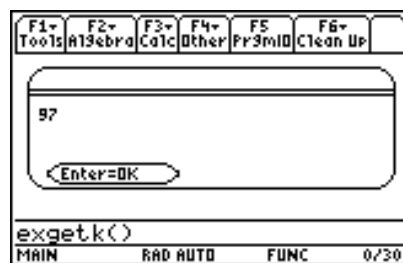 F1 F2 F3 F4 F5 F6
Tools Algebra Calc Other PrgmIO Clean Up
97
Enter=OK
exgetk()
MAIN RAD AUTO FUNC 0/30